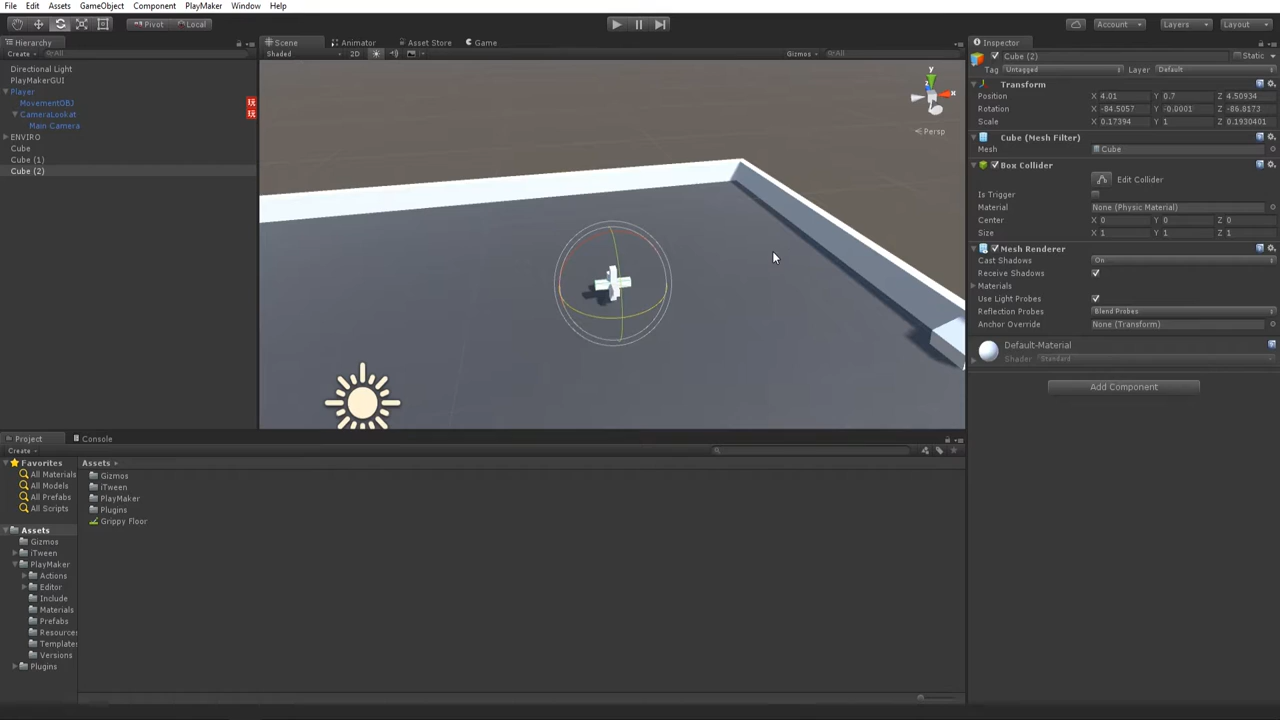 File Edit Assets GameObject Component PlayMaker Window Help
Pivot Local Account Layers Layout
Hierarchy
Create All
Directional Light
PlayMakerGUI
Player
MovementOBJ
CameraLookat
Main Camera
ENVIRO
Cube
Cube (1)
Cube (2)
Scene Animator Asset Store Game
Shaded 2D Gizmos All
y
x
z
Persp
Inspector
Cube (2) Static
Tag Untagged Layer Default
Transform
Position X 4.01 Y 0.7 Z 4.50934
Rotation X -84.5057 Y -0.0001 Z -86.8173
Scale X 0.17394 Y 1 Z 0.1930401
Cube (Mesh Filter)
Mesh Cube
Box Collider
Edit Collider
Is Trigger
Material None (Physic Material)
Center X 0 Y 0 Z 0
Size X 1 Y 1 Z 1
Mesh Renderer
Cast Shadows On
Receive Shadows
Materials
Use Light Probes
Reflection Probes Blend Probes
Anchor Override None (Transform)
Default-Material
Shader Standard
Add Component
Project Console
Create
Favorites
All Materials
All Models
All Prefabs
All Scripts
Assets
Gizmos
iTween
PlayMaker
Actions
Editor
Include
Materials
Prefabs
Resources
Templates
Versions
Plugins
Assets
Gizmos
iTween
PlayMaker
Plugins
Grippy Floor